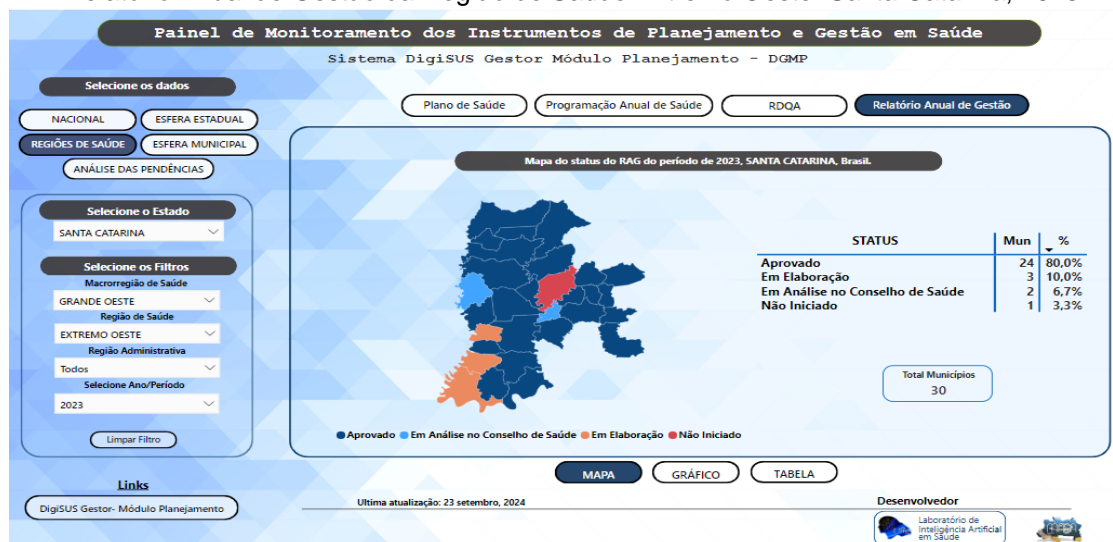 Painel de Monitoramento dos Instrumentos de Planejamento e Gestão em Saúde
Sistema DigiSUS Gestor Módulo Planejamento - DGMP
Selecione os dados
NACIONAL
ESFERA ESTADUAL
REGIÕES DE SAÚDE
ESFERA MUNICIPAL
ANÁLISE DAS PENDÊNCIAS
Plano de Saúde
Programação Anual de Saúde
RDQA
Relatório Anual de Gestão
Selecione o Estado
SANTA CATARINA
Selecione os Filtros
Macrorregião de Saúde
GRANDE OESTE
Região de Saúde
EXTREMO OESTE
Região Administrativa
Todos
Selecione Ano/Período
2023
Limpar Filtro
Links
DigiSUS Gestor- Módulo Planejamento
Mapa do status do RAG do período de 2023, SANTA CATARINA, Brasil.
STATUS Mun %
Aprovado 24 80,0%
Em Elaboração 3 10,0%
Em Análise no Conselho de Saúde 2 6,7%
Não Iniciado 1 3,3%
Total Municípios
30
Aprovado Em Análise no Conselho de Saúde Em Elaboração Não Iniciado
MAPA
GRÁFICO
TABELA
Ultima atualização: 23 setembro, 2024
Desenvolvedor
Laboratório de
Inteligência Artificial
em Saúde